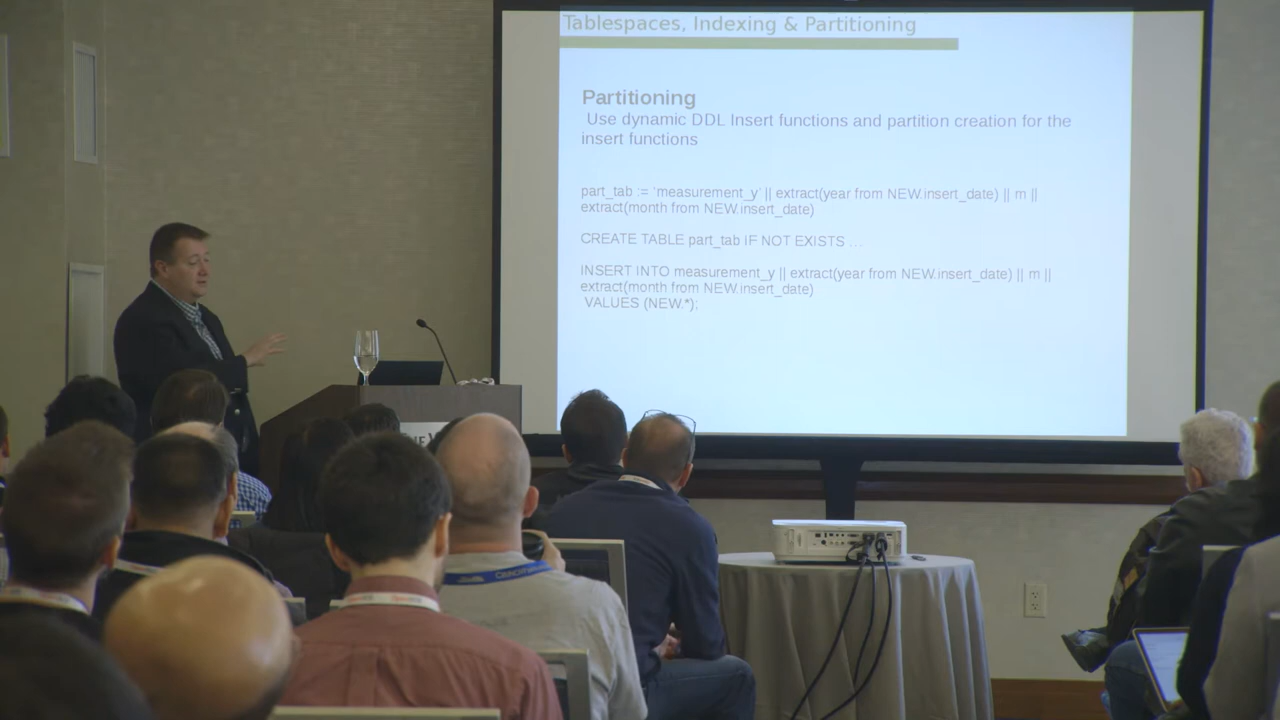 Tablespaces, Indexing & Partitioning
Partitioning
Use dynamic DDL Insert functions and partition creation for the
insert functions
part_tab := 'measurement_y' || extract(year from NEW.insert_date) || m ||
extract(month from NEW.insert_date)
CREATE TABLE part_tab IF NOT EXISTS ...
INSERT INTO measurement_y || extract(year from NEW.insert_date) || m ||
extract(month from NEW.insert_date)
VALUES (NEW.*);